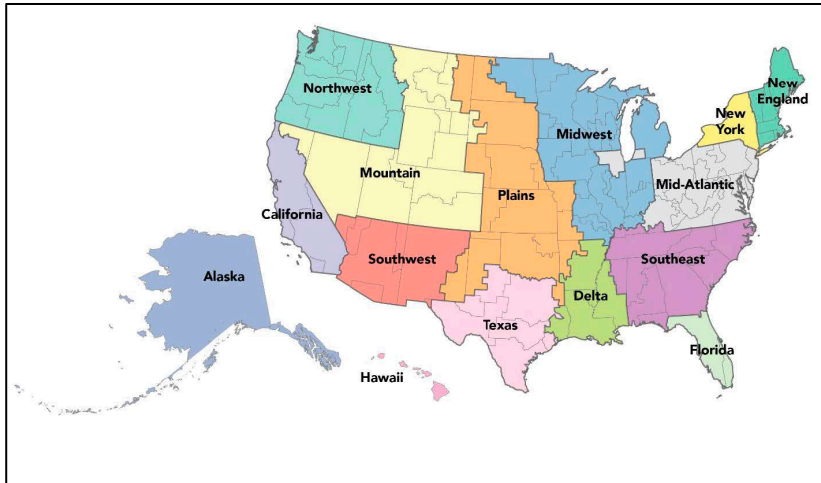 New
England
Northwest
New
York
Midwest
Mountain
Mid-Atlantic
Plains
California
Southwest
Southeast
Alaska
Delta
Texas
Florida
Hawaii